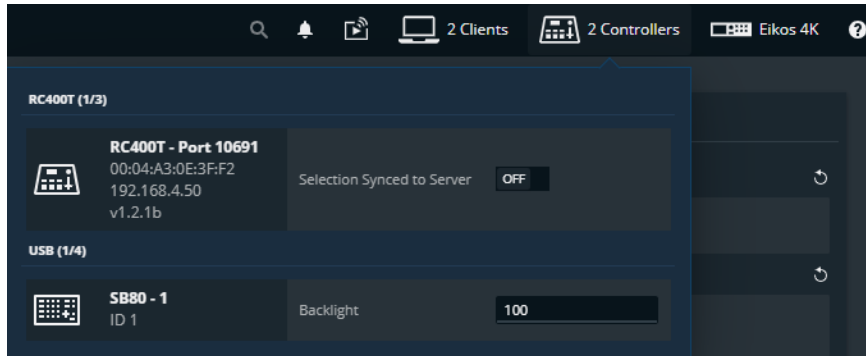 2 Clients 2 Controllers Eikos 4K ?
RC400T (1/3)
RC400T - Port 10691
00:04:A3:0E:3F:F2
192.168.4.50
v1.2.1b
Selection Synced to Server OFF
USB (1/4)
SB80 - 1
ID 1
Backlight 100